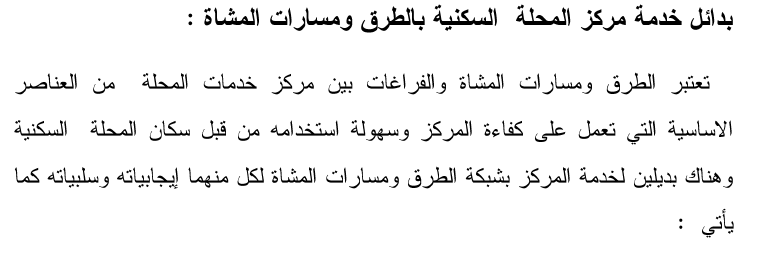 بدائل خدمة مركز المحلة السكنية بالطرق ومسارات المشاة :
تعتبر الطرق ومسارات المشاة والفراغات بين مركز خدمات المحلة من العناصر
الاساسية التي تعمل على كفاءة المركز وسهولة استخدامه من قبل سكان المحلة السكنية
وهناك بديلين لخدمة المركز بشبكة الطرق ومسارات المشاة لكل منهما إيجابياته وسلبياته كما
يأتي :